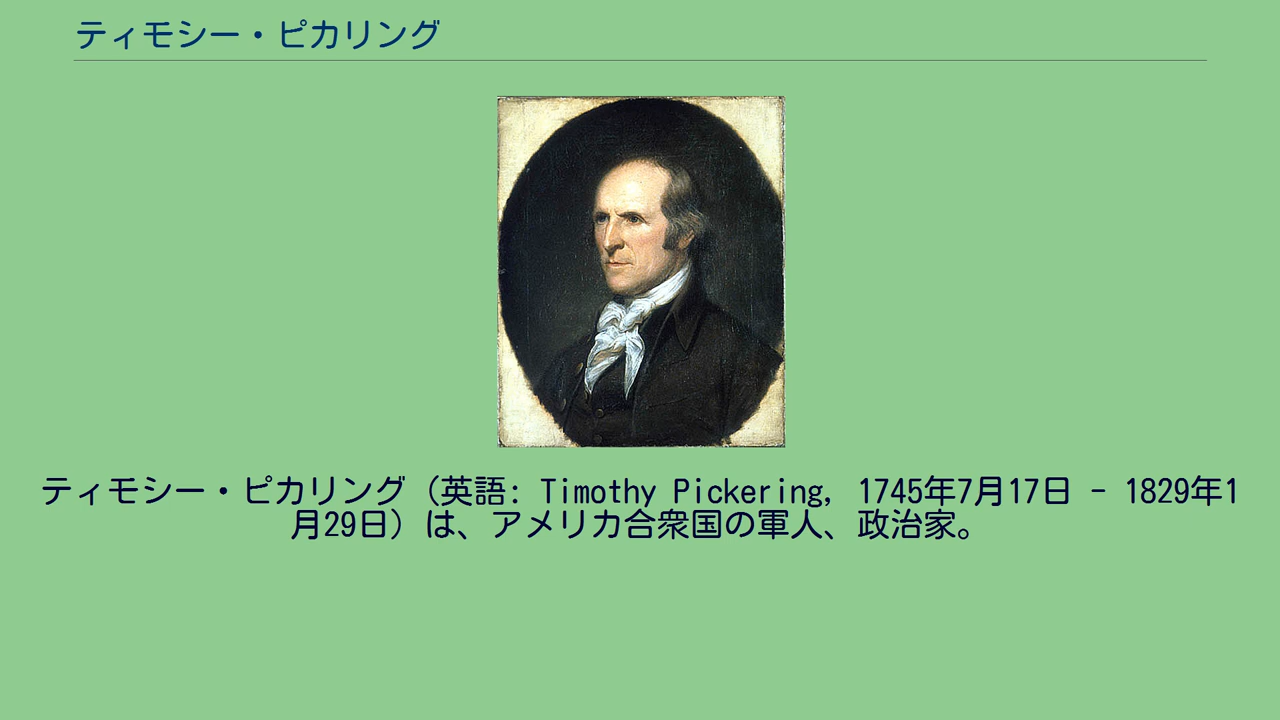 ティモシー・ピカリング
ティモシー・ピカリング（英語: Timothy Pickering, 1745年7月17日 - 1829年1
月29日）は、アメリカ合衆国の軍人、政治家。